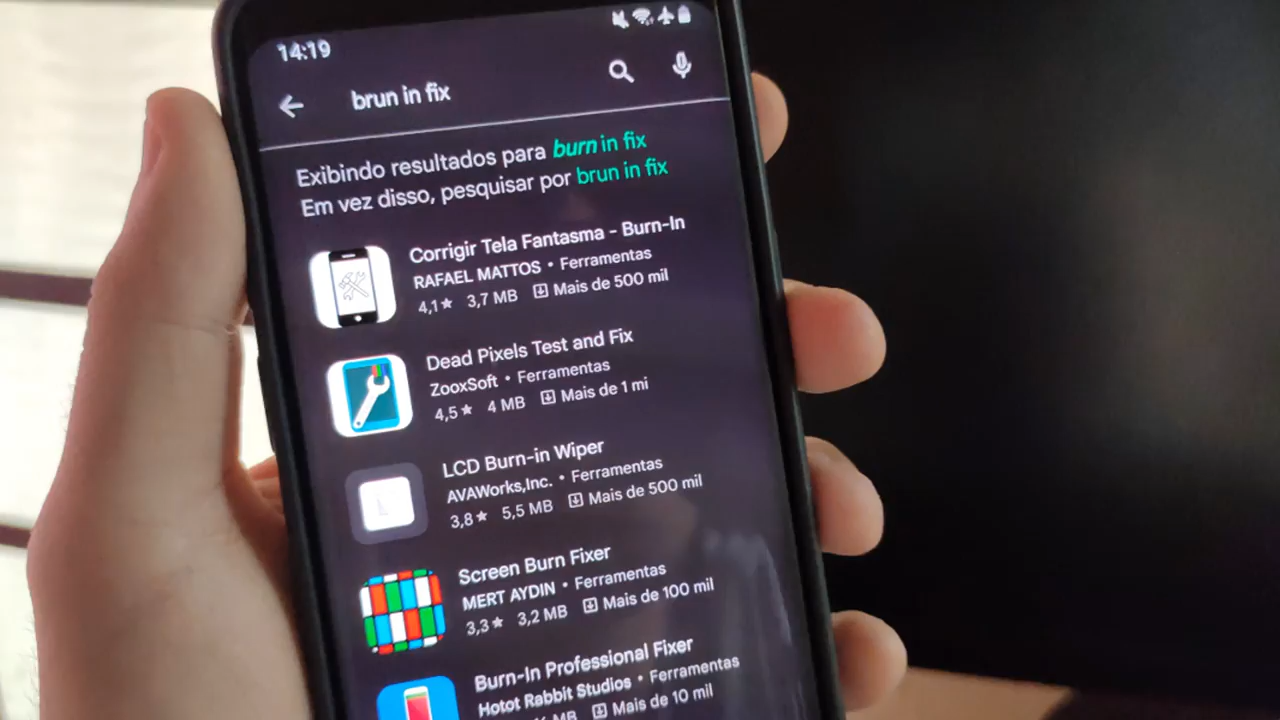 14:19
brun in fix
Exibindo resultados para burn in fix
Em vez disso, pesquisar por brun in fix
Corrigir Tela Fantasma - Burn-In
RAFAEL MATTOS • Ferramentas
4,1★ 3,7 MB Mais de 500 mil
Dead Pixels Test and Fix
ZooxSoft • Ferramentas
4,5★ 4 MB Mais de 1 mi
LCD Burn-in Wiper
AVAWorks,Inc. • Ferramentas
3,8★ 5,5 MB Mais de 500 mil
Screen Burn Fixer
MERT AYDIN • Ferramentas
3,3★ 3,2 MB Mais de 100 mil
Burn-In Professional Fixer
Hotot Rabbit Studios • Ferramentas
MB Mais de 10 mil